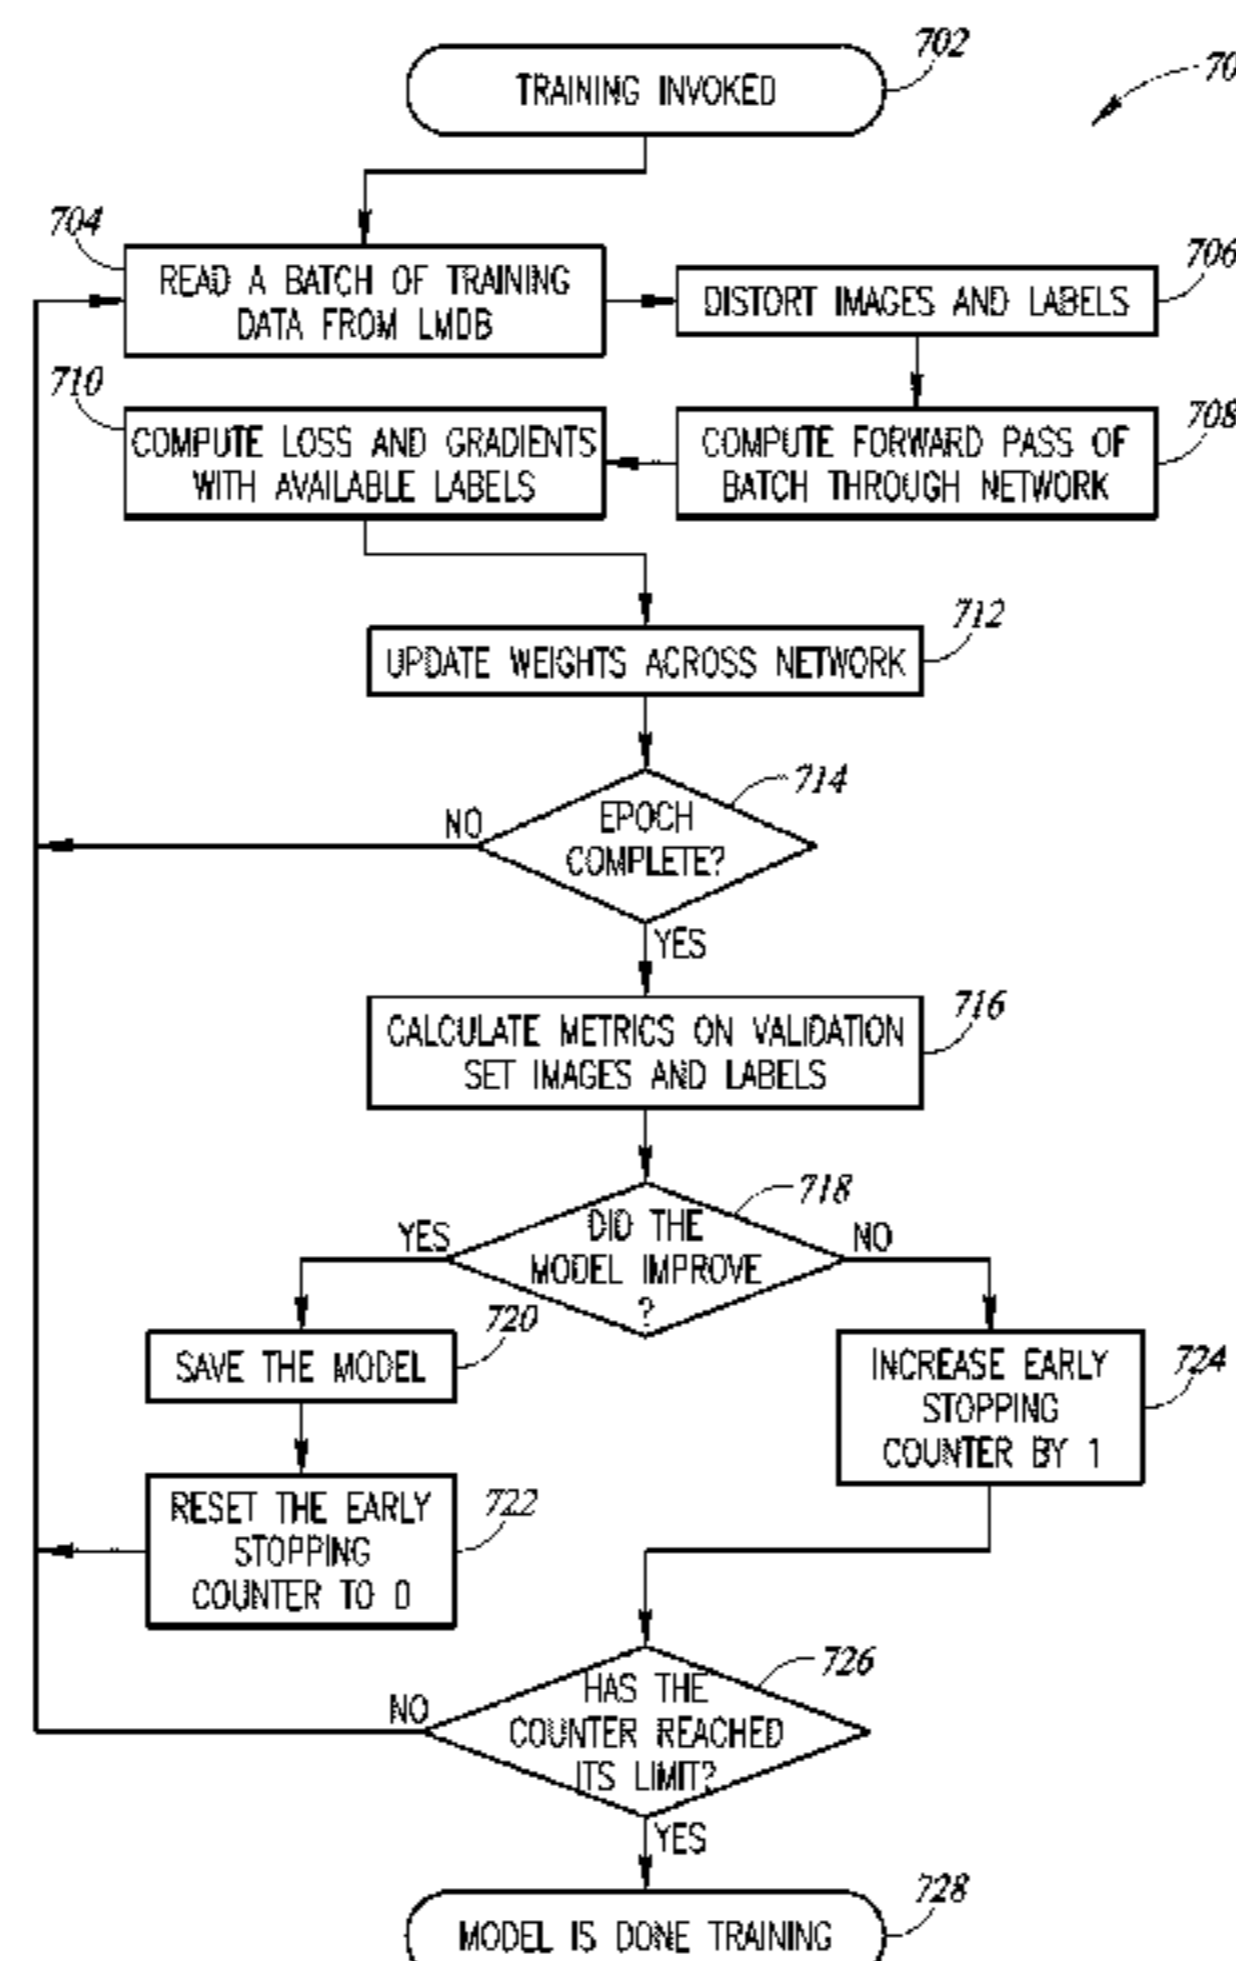 702
TRAINING INVOKED
70
704
READ A BATCH OF TRAINING
DATA FROM LMDB
706
DISTORT IMAGES AND LABELS
710
COMPUTE LOSS AND GRADIENTS
WITH AVAILABLE LABELS
708
COMPUTE FORWARD PASS OF
BATCH THROUGH NETWORK
712
UPDATE WEIGHTS ACROSS NETWORK
714
EPOCH
COMPLETE?
NO
YES
716
CALCULATE METRICS ON VALIDATION
SET IMAGES AND LABELS
718
DID THE
MODEL IMPROVE
?
YES
NO
720
SAVE THE MODEL
724
INCREASE EARLY
STOPPING
COUNTER BY 1
722
RESET THE EARLY
STOPPING
COUNTER TO 0
726
HAS THE
COUNTER REACHED
ITS LIMIT?
NO
YES
728
MODEL IS DONE TRAINING